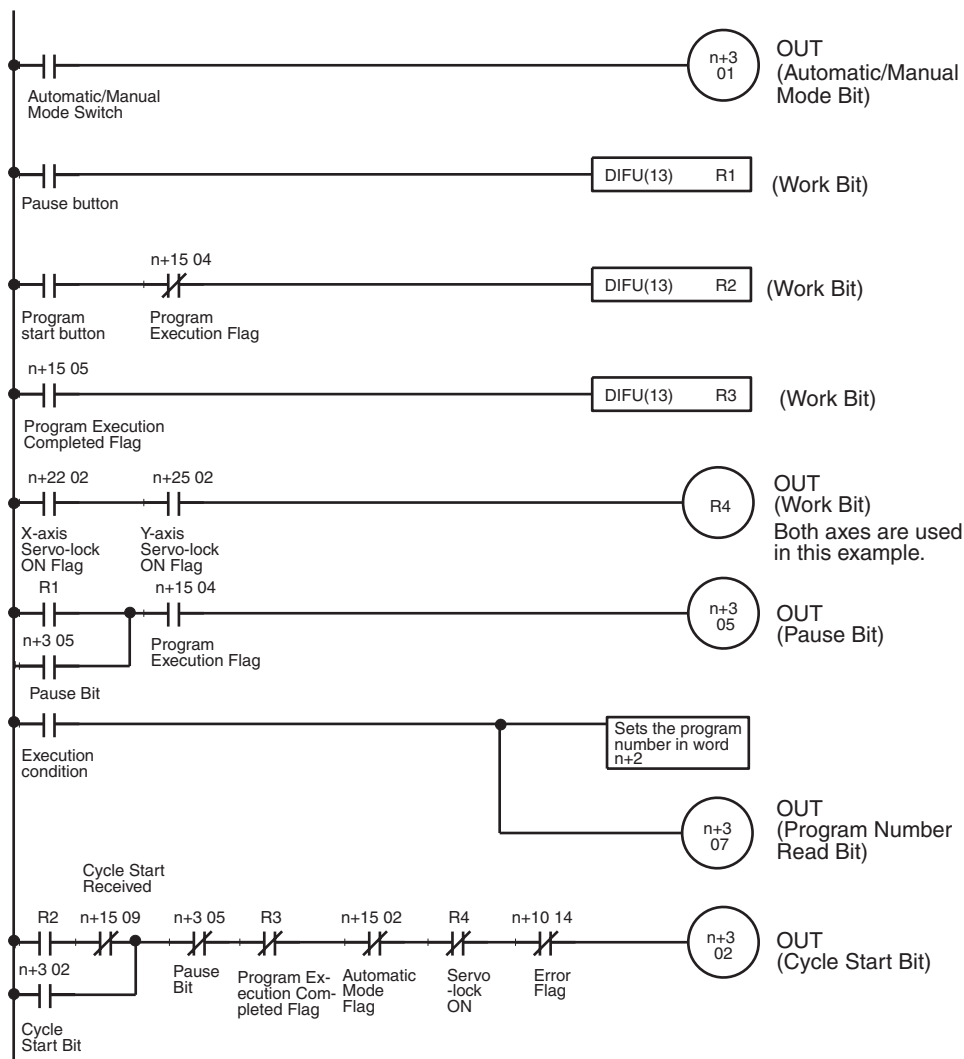 n+3
01
OUT
(Automatic/Manual
Mode Bit)
Automatic/Manual
Mode Switch
DIFU(13) R1
(Work Bit)
Pause button
n+15 04
DIFU(13) R2
(Work Bit)
Program
start button
Program
Execution Flag
n+15 05
DIFU(13) R3
(Work Bit)
Program Execution
Completed Flag
n+22 02
n+25 02
R4
OUT
(Work Bit)
Both axes are used
in this example.
X-axis
Servo-lock
ON Flag
Y-axis
Servo-lock
ON Flag
R1
n+15 04
n+3
05
OUT
(Pause Bit)
n+3 05
Program
Execution Flag
Pause Bit
Execution
condition
Sets the program
number in word
n+2
n+3
07
OUT
(Program Number
Read Bit)
Cycle Start
Received
R2
n+15 09
n+3 05
R3
n+15 02
R4
n+10 14
n+3
02
OUT
(Cycle Start Bit)
n+3 02
Pause
Bit
Program Ex-
ecution Com-
pleted Flag
Automatic
Mode
Flag
Servo
-lock
ON
Error
Flag
Cycle
Start Bit